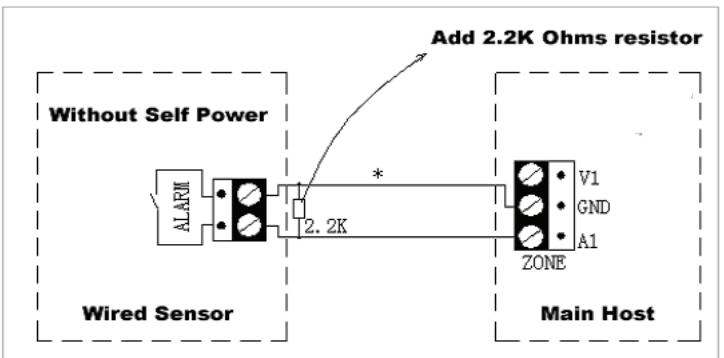 Add 2.2K Ohms resistor
Without Self Power
*
V1
ALARM
GND
2.2K
A1
ZONE
Wired Sensor
Main Host